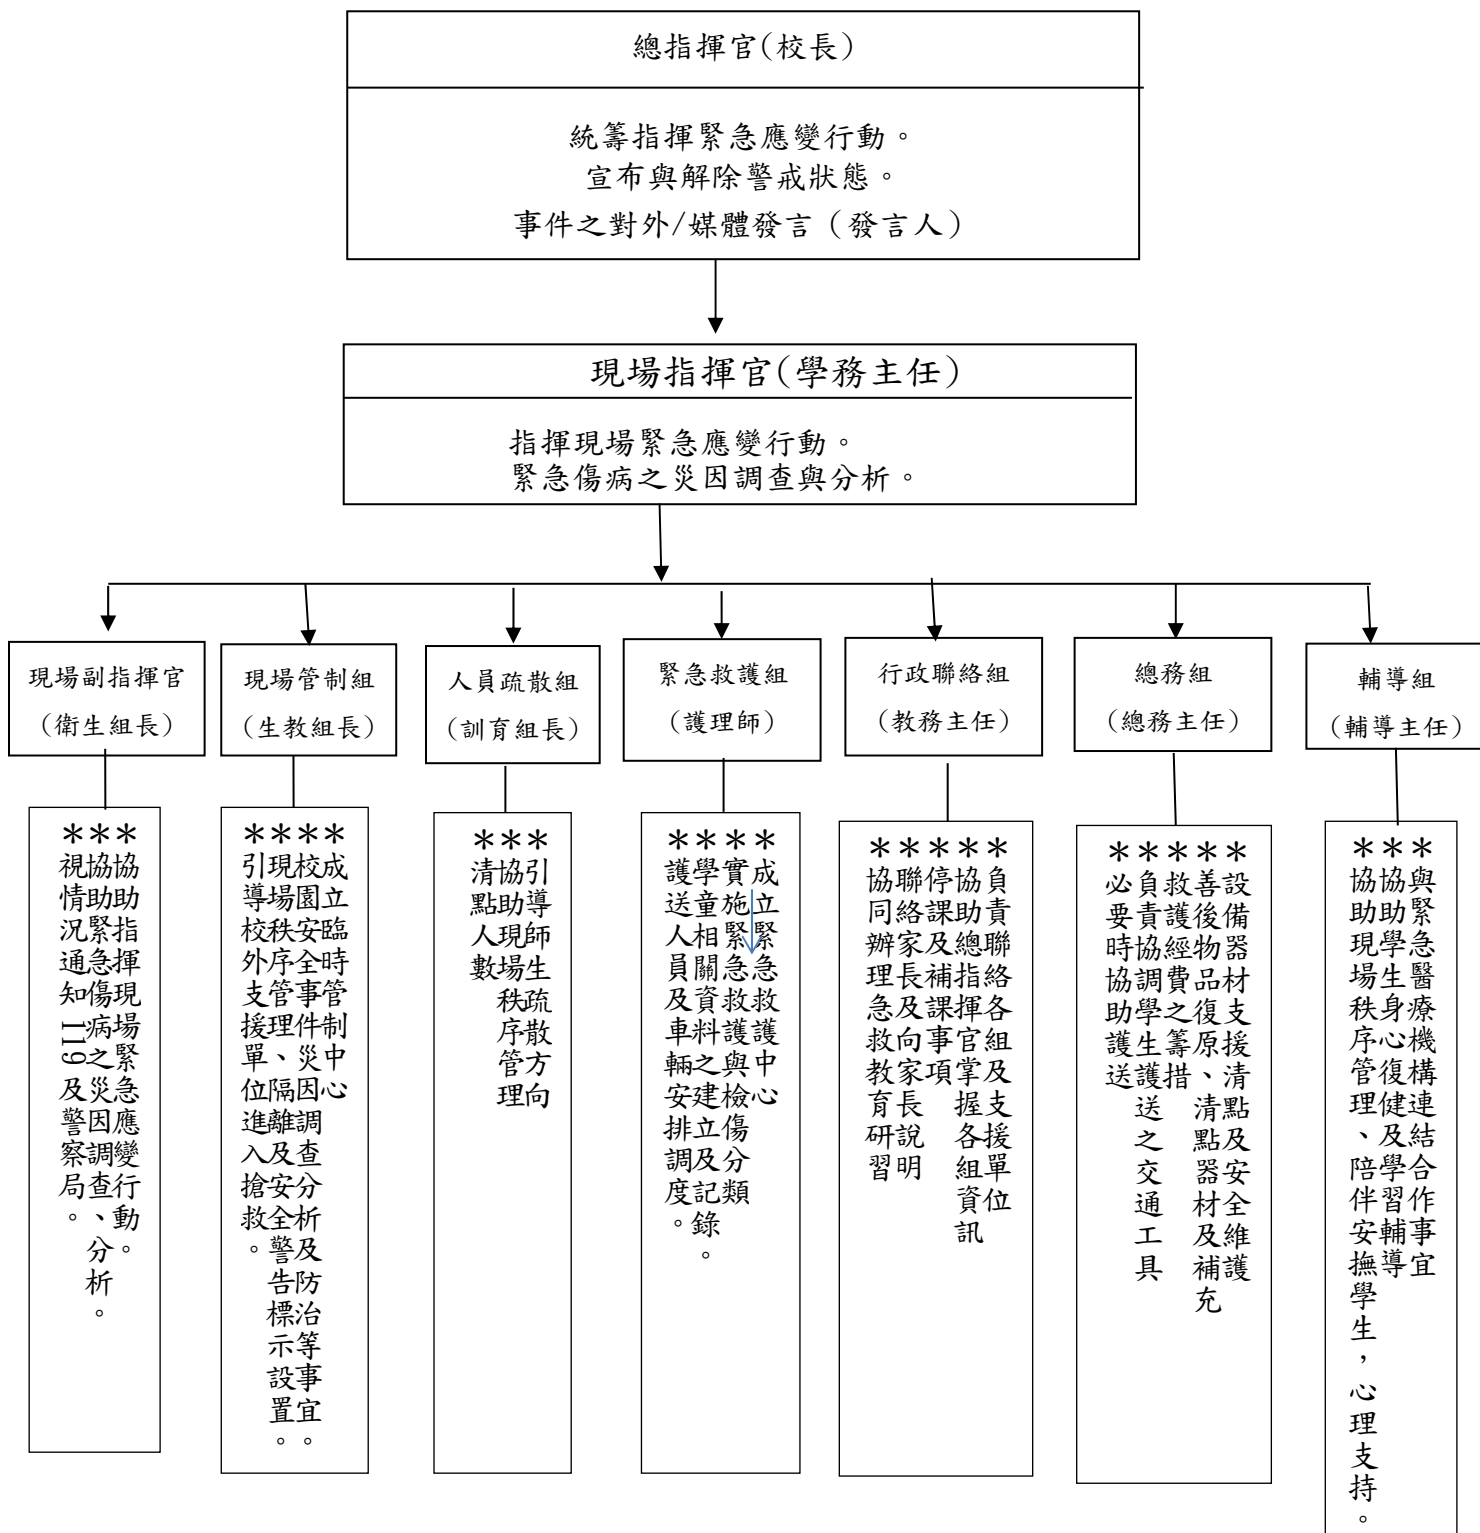 總指揮官(校長)
統籌指揮緊急應變行動。
宣布與解除警戒狀態。
事件之對外/媒體發言（發言人）
現場指揮官(學務主任)
指揮現場緊急應變行動。
緊急傷病之災因調查與分析。
現場副指揮官
(衛生組長)
＊協助指揮現場緊急應變行動。
＊協助緊急傷病之災因調查、分析。
＊視情況通知119及警察局。
現場管制組
(生教組長)
＊成立臨時管制中心
＊校園安全事件災因調查分析及防治等事宜。
＊現場秩序管理、隔離及安全警告標示設置。
＊引導校外支援單位進入搶救。
人員疏散組
(訓育組長)
＊引導師生疏散方向
＊協助現場秩序管理
＊清點人數
緊急救護組
(護理師)
＊成立緊急救護中心
＊實施緊急救護與檢傷分類
＊學童相關資料之建立及記錄。
＊護送人員及車輛安排調度。
行政聯絡組
(教務主任)
＊負責聯絡各組及支援單位
＊協助總指揮官掌握各組資訊
＊停課及補課事項
＊聯絡家長及向家長說明
＊協同辦理急救教育研習
總務組
(總務主任)
＊設備器材支援清點及安全維護
＊善後物品復原、清點器材及補充
＊救護經費之籌措
＊負責協調學生護送之交通工具
＊必要時協助護送
輔導組
(輔導主任)
＊與緊急醫療機構連結合作事宜
＊協助學生身心復健及學習輔導
＊協助現場秩序管理、陪伴安撫學生，心理支持。